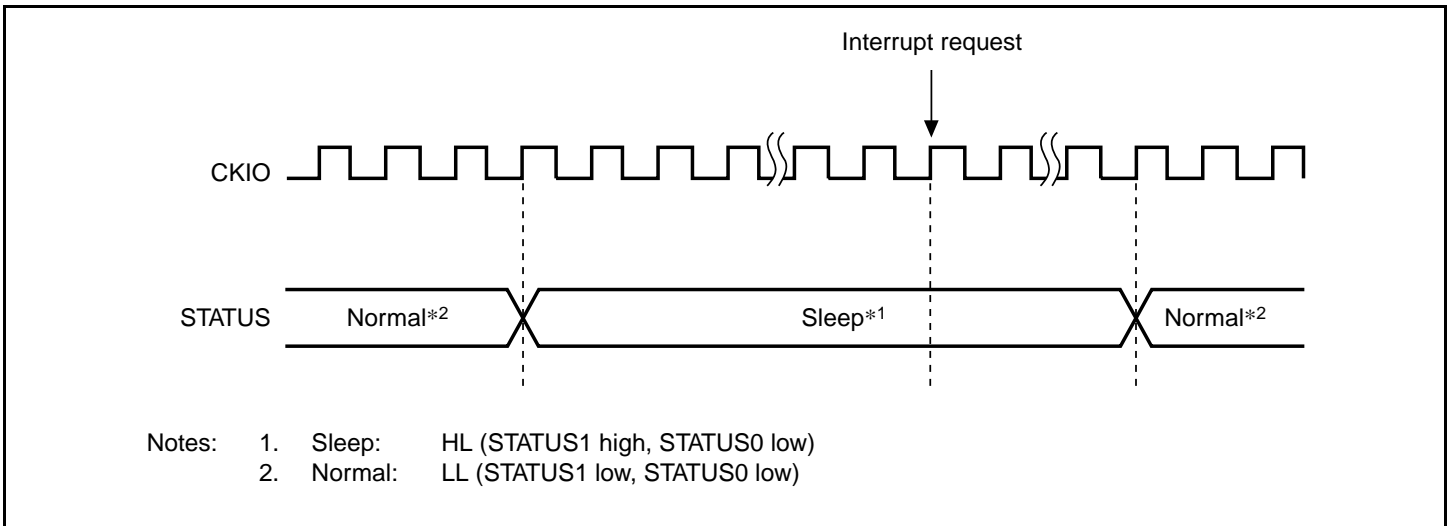 Interrupt request
CKIO
STATUS Normal*2 Sleep*1 Normal*2
Notes: 1. Sleep: HL (STATUS1 high, STATUS0 low)
2. Normal: LL (STATUS1 low, STATUS0 low)